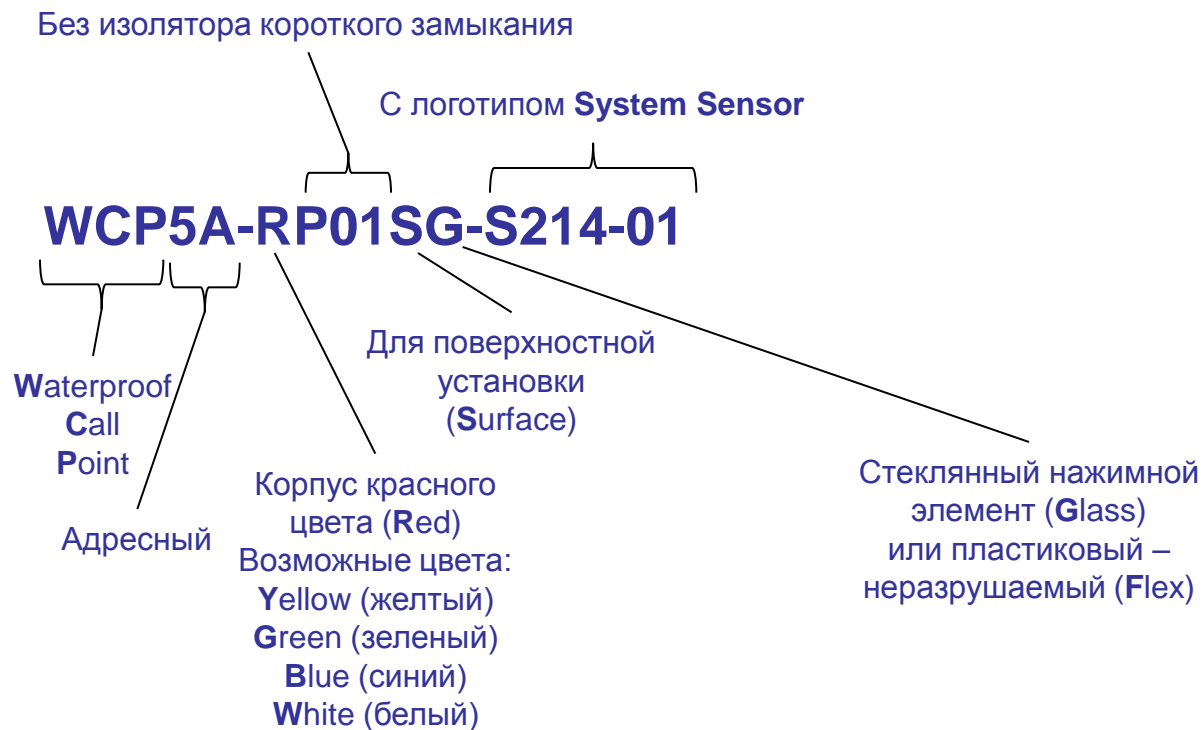 Без изолятора короткого замыкания
С логотипом System Sensor
WCP5A-RP01SG-S214-01
Waterproof
Call
Point
Адресный
Корпус красного
цвета (Red)
Возможные цвета:
Yellow (желтый)
Green (зеленый)
Blue (синий)
White (белый)
Для поверхностной
установки
(Surface)
Стеклянный нажимной
элемент (Glass)
или пластиковый –
неразрушаемый (Flex)